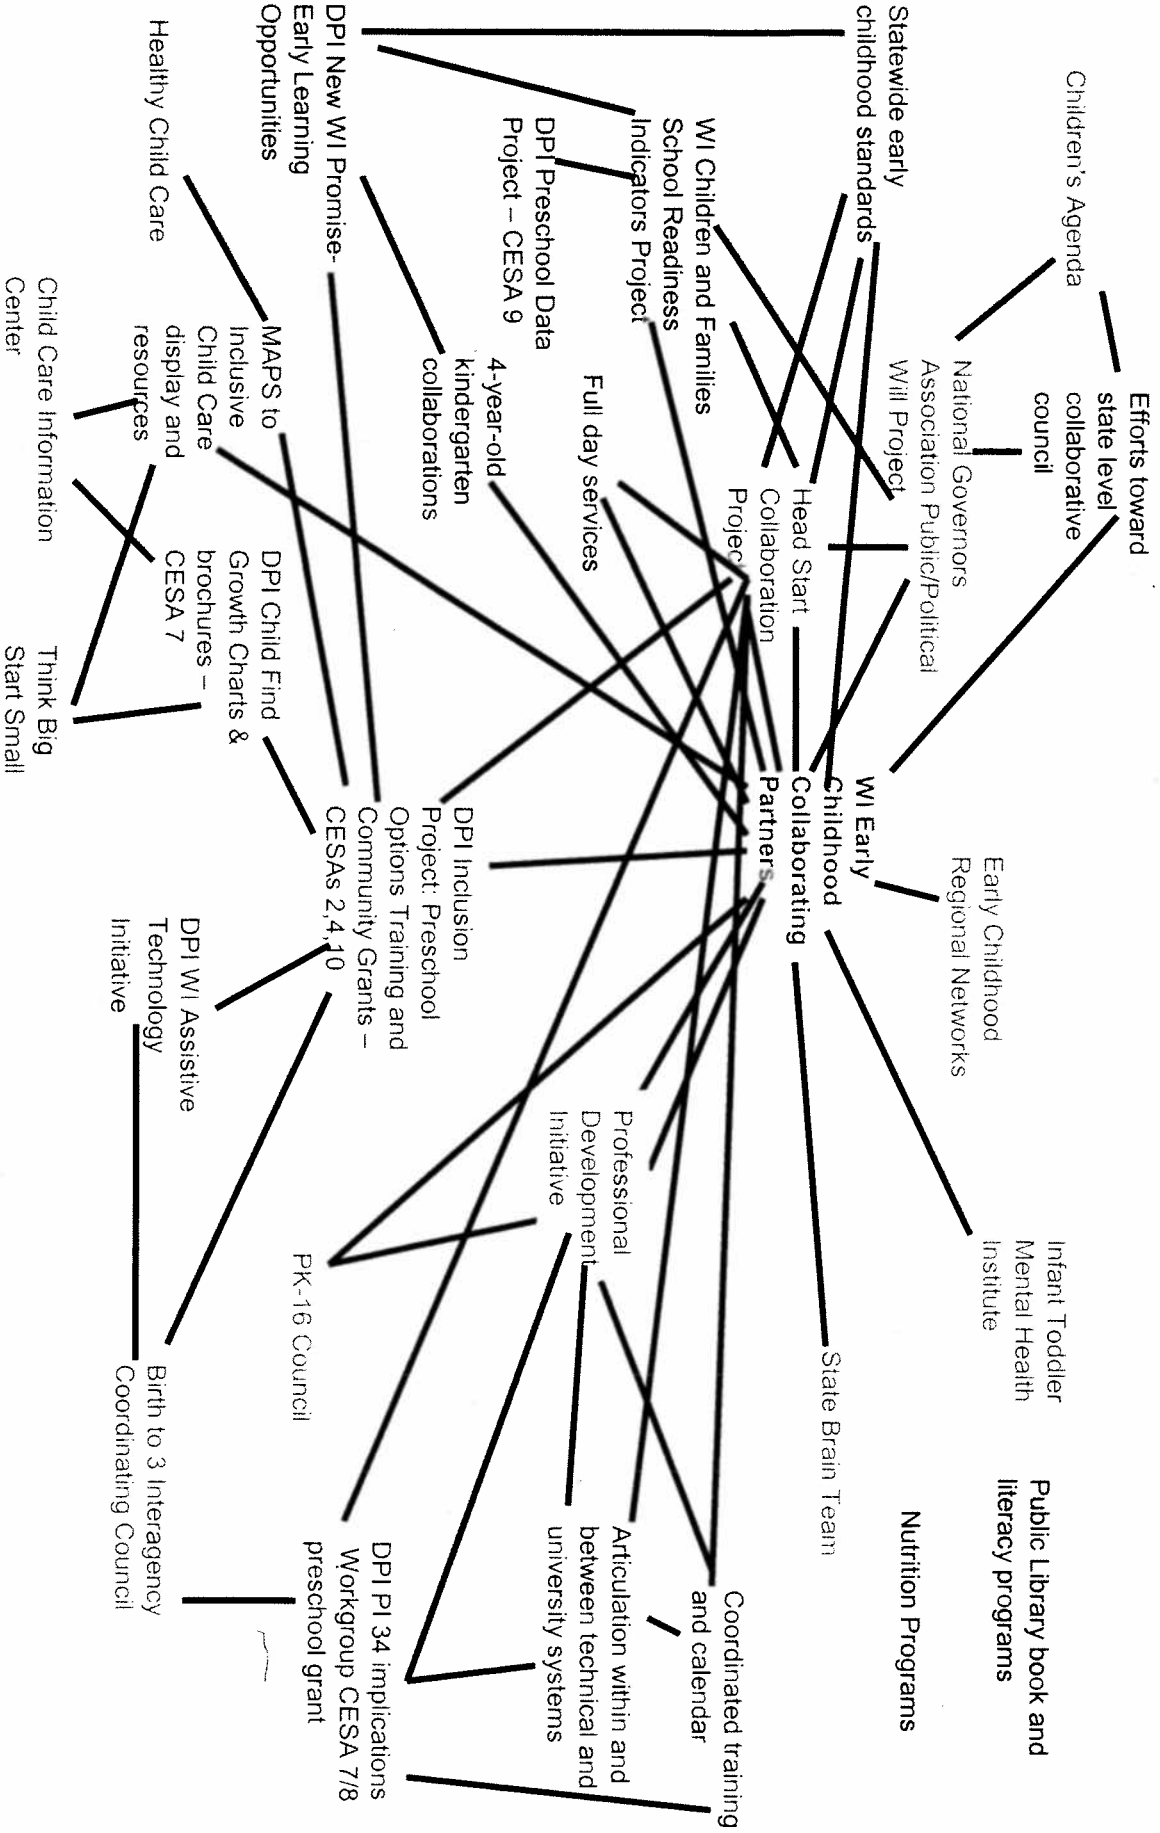 Children's Agenda
Efforts toward
state level
collaborative
council
National Governors
Association Public/Political
Will Project
Statewide early
childhood standards
WI Children and Families
School Readiness
Indicators Project
DPI Preschool Data
Project – CESA 9
DPI New WI Promise-
Early Learning
Opportunities
Healthy Child Care
Head Start
Collaboration
Project
Full day services
4-year-old
kindergarten
collaborations
MAPS to
Inclusive
Child Care
display and
resources
Child Care Information
Center
DPI Child Find
Growth Charts &
brochures –
CESA 7
Think Big
Start Small
WI Early
Childhood
Collaborating
Partners
Early Childhood
Regional Networks
DPI Inclusion
Project: Preschool
Options Training and
Community Grants –
CESAs 2,4,10
DPI WI Assistive
Technology
Initiative
Infant Toddler
Mental Health
Institute
State Brain Team
Professional
Development
Initiative
PK-16 Council
Birth to 3 Interagency
Coordinating Council
Public Library book and
literacy programs
Nutrition Programs
Coordinated training
and calendar
Articulation within and
between technical and
university systems
DPI PI 34 implications
Workgroup CESA 7/8
preschool grant